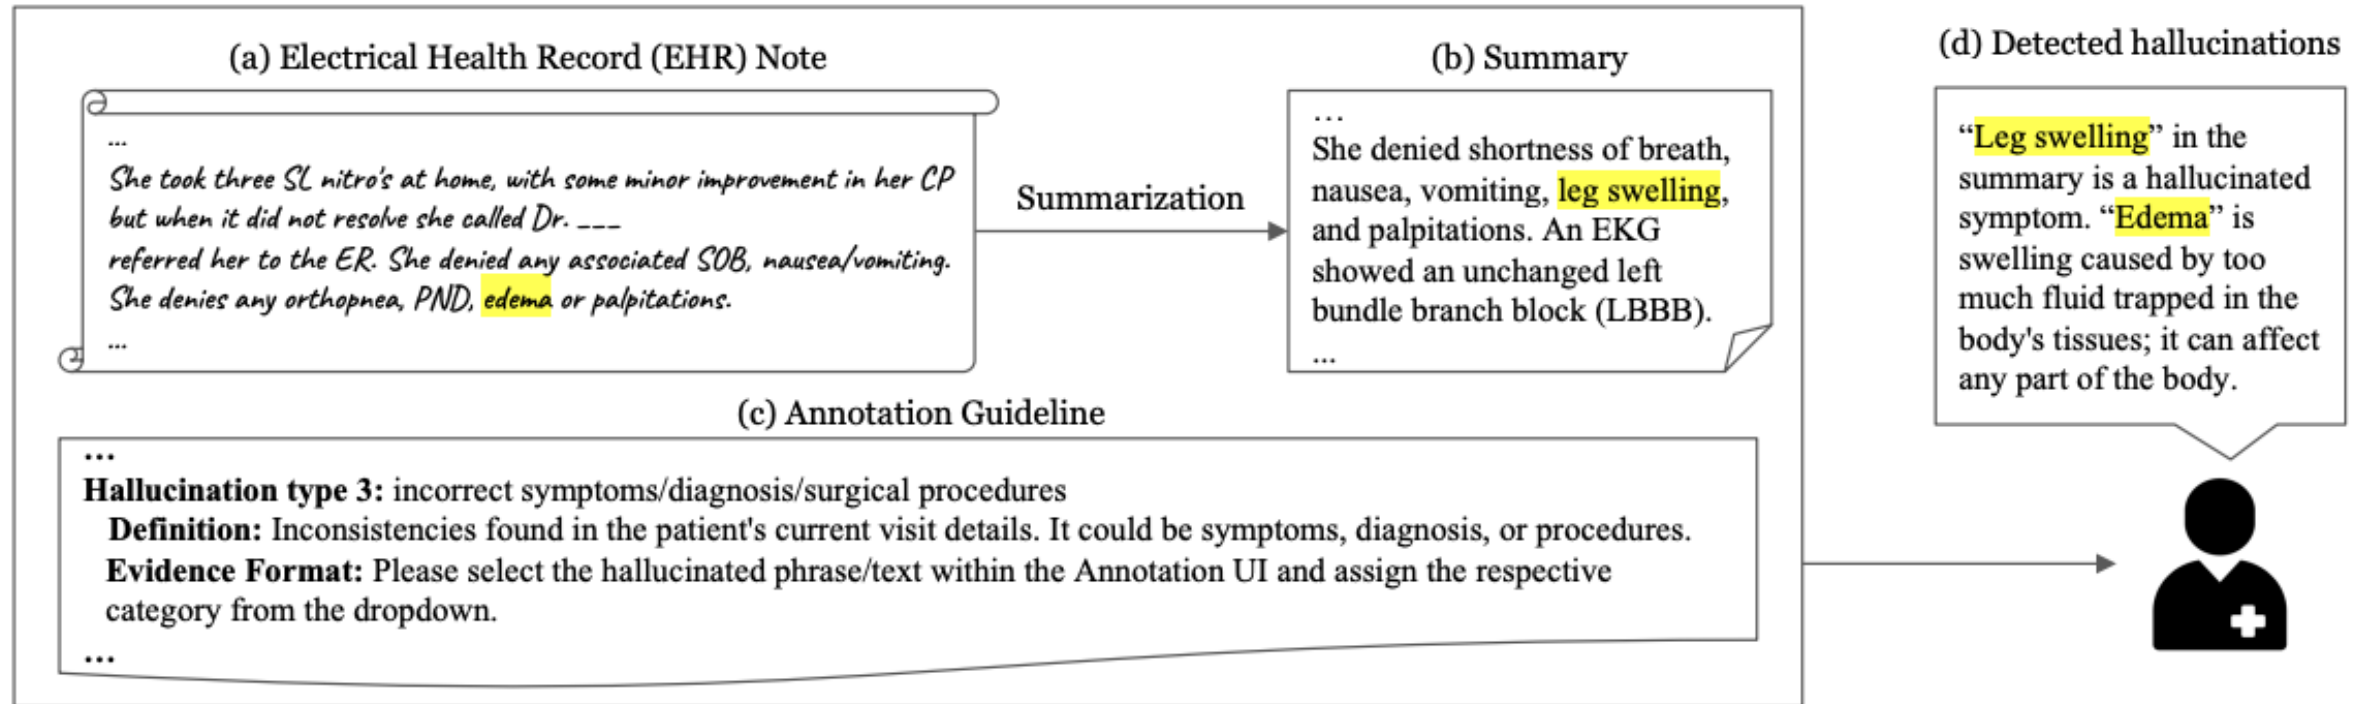 (a) Electrical Health Record (EHR) Note
...
She took three SL nitro's at home, with some minor improvement in her CP
but when it did not resolve she called Dr. ___
referred her to the ER. She denied any associated SOB, nausea/vomiting.
She denies any orthopnea, PND, edema or palpitations.
...
Summarization
(b) Summary
...
She denied shortness of breath,
nausea, vomiting, leg swelling,
and palpitations. An EKG
showed an unchanged left
bundle branch block (LBBB).
...
(c) Annotation Guideline
...
Hallucination type 3: incorrect symptoms/diagnosis/surgical procedures
Definition: Inconsistencies found in the patient's current visit details. It could be symptoms, diagnosis, or procedures.
Evidence Format: Please select the hallucinated phrase/text within the Annotation UI and assign the respective
category from the dropdown.
...
(d) Detected hallucinations
“Leg swelling” in the
summary is a hallucinated
symptom. “Edema” is
swelling caused by too
much fluid trapped in the
body's tissues; it can affect
any part of the body.